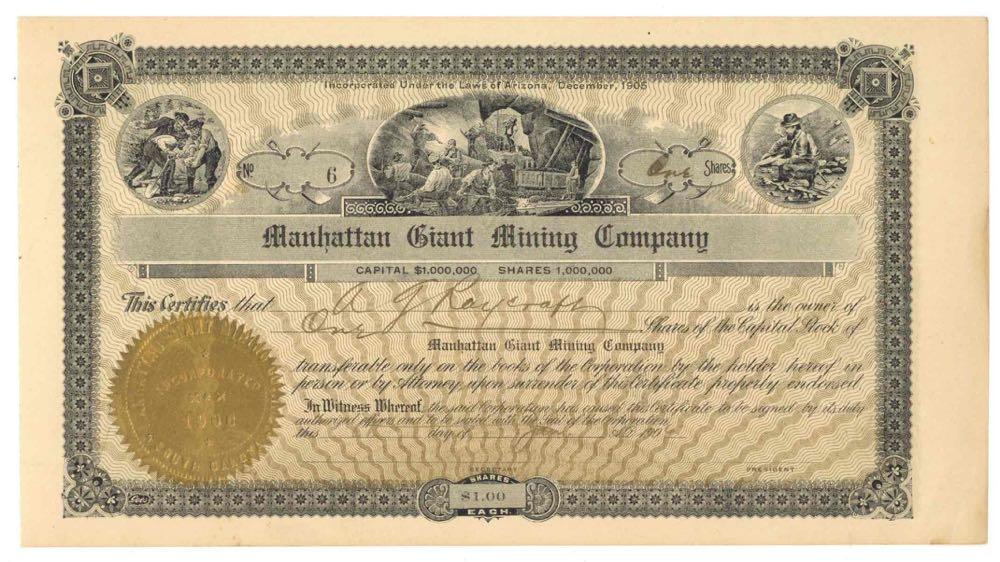 Incorporated Under the Laws of Arizona, December, 1905
No 6
One Shares
Manhattan Giant Mining Company
CAPITAL $1,000,000. SHARES 1,000,000
This Certifies that A G Raycraft is the owner of
One Shares of the Capital Stock of
Manhattan Giant Mining Company
transferable only on the books of the Corporation by the holder hereof in
person or by Attorney upon surrender of this Certificate properly endorsed.
In Witness Whereof, the said Corporation has caused this Certificate to be signed by its duly
authorized officers and to be sealed with the Seal of the Corporation
this day of A.D. 190
INCORPORATED
SECRETARY
PRESIDENT
SHARES
$1.00
EACH.